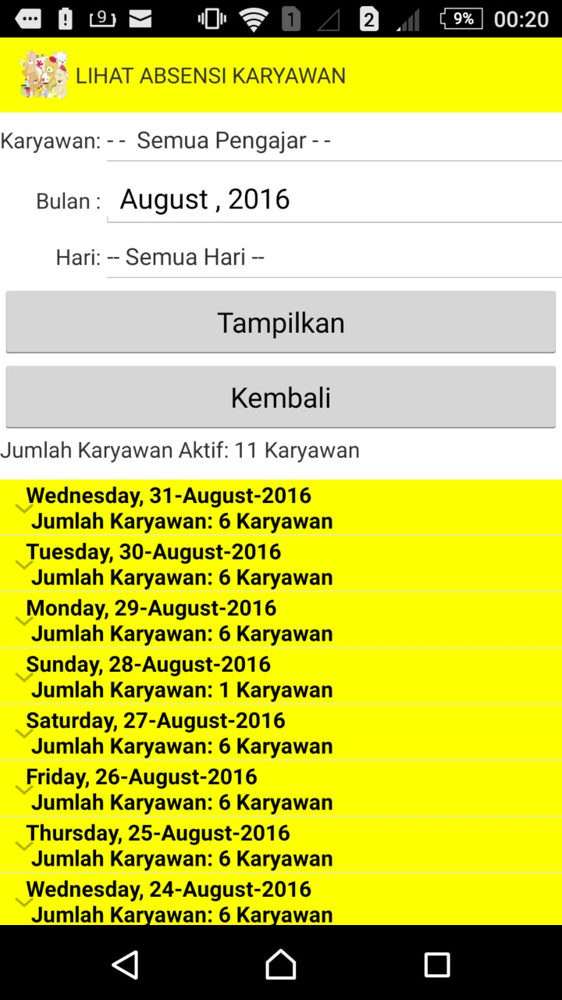 9 1 2 9% 00:20
LIHAT ABSENSI KARYAWAN
Karyawan: - - Semua Pengajar - -
Bulan : August , 2016
Hari: -- Semua Hari --
Tampilkan
Kembali
Jumlah Karyawan Aktif: 11 Karyawan
Wednesday, 31-August-2016
Jumlah Karyawan: 6 Karyawan
Tuesday, 30-August-2016
Jumlah Karyawan: 6 Karyawan
Monday, 29-August-2016
Jumlah Karyawan: 6 Karyawan
Sunday, 28-August-2016
Jumlah Karyawan: 1 Karyawan
Saturday, 27-August-2016
Jumlah Karyawan: 6 Karyawan
Friday, 26-August-2016
Jumlah Karyawan: 6 Karyawan
Thursday, 25-August-2016
Jumlah Karyawan: 6 Karyawan
Wednesday, 24-August-2016
Jumlah Karyawan: 6 Karyawan